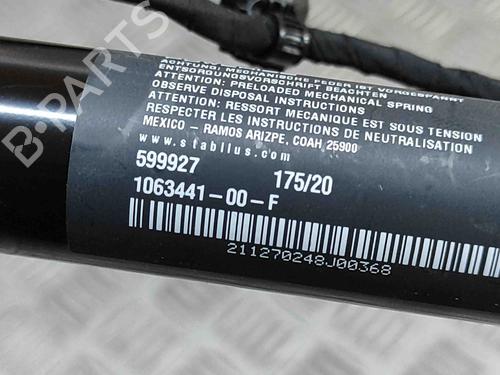 ACHTUNG, MECHANISCHE FEDER IST VORGESPANNT
ENTSORGUNGSVORSCHRIFT BEACHTEN
ATTENTION: PRELOADED MECHANICAL SPRING
OBSERVE DISPOSAL INSTRUCTIONS
ATTENTION: RESSORT MECANIQUE EST SOUS TENSION
RESPECTER LES INSTRUCTIONS DE NEUTRALISATION
MEXICO – RAMOS ARIZPE, COAH, 25900
www.stabilus.com
599927 175/20
1063441-00-F
211270248J00368
B-PARTS